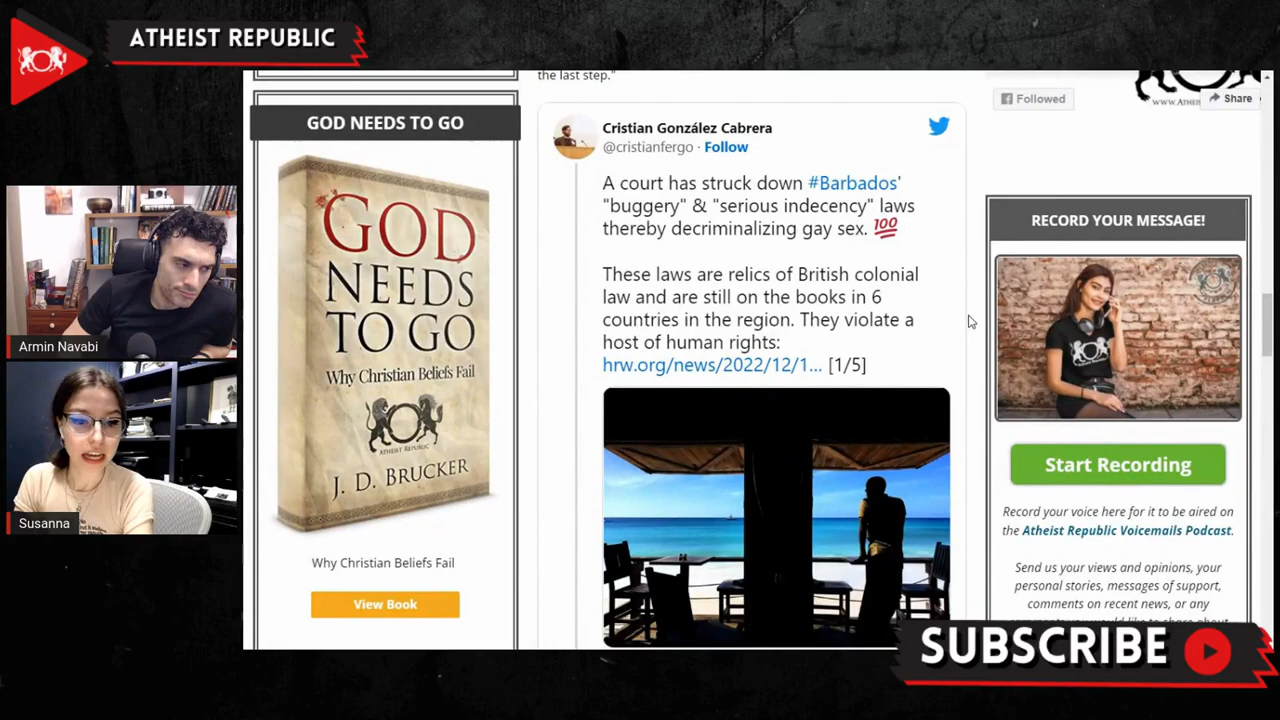 ATHEIST REPUBLIC
the last step."
GOD NEEDS TO GO
GOD
NEEDS
TO GO
Why Christian Beliefs Fail
ATHEIST REPUBLIC
J. D. BRUCKER
Why Christian Beliefs Fail
View Book
Cristian González Cabrera
@cristianfergo · Follow
A court has struck down #Barbados'
"buggery" & "serious indecency" laws
thereby decriminalizing gay sex. 💯
These laws are relics of British colonial
law and are still on the books in 6
countries in the region. They violate a
host of human rights:
hrw.org/news/2022/12/1... [1/5]
Followed
Share
RECORD YOUR MESSAGE!
Start Recording
Record your voice here for it to be aired on
the Atheist Republic Voicemails Podcast.
Send us your views and opinions, your
personal stories, messages of support,
comments on recent news, or any
Armin Navabi
Susanna
SUBSCRIBE